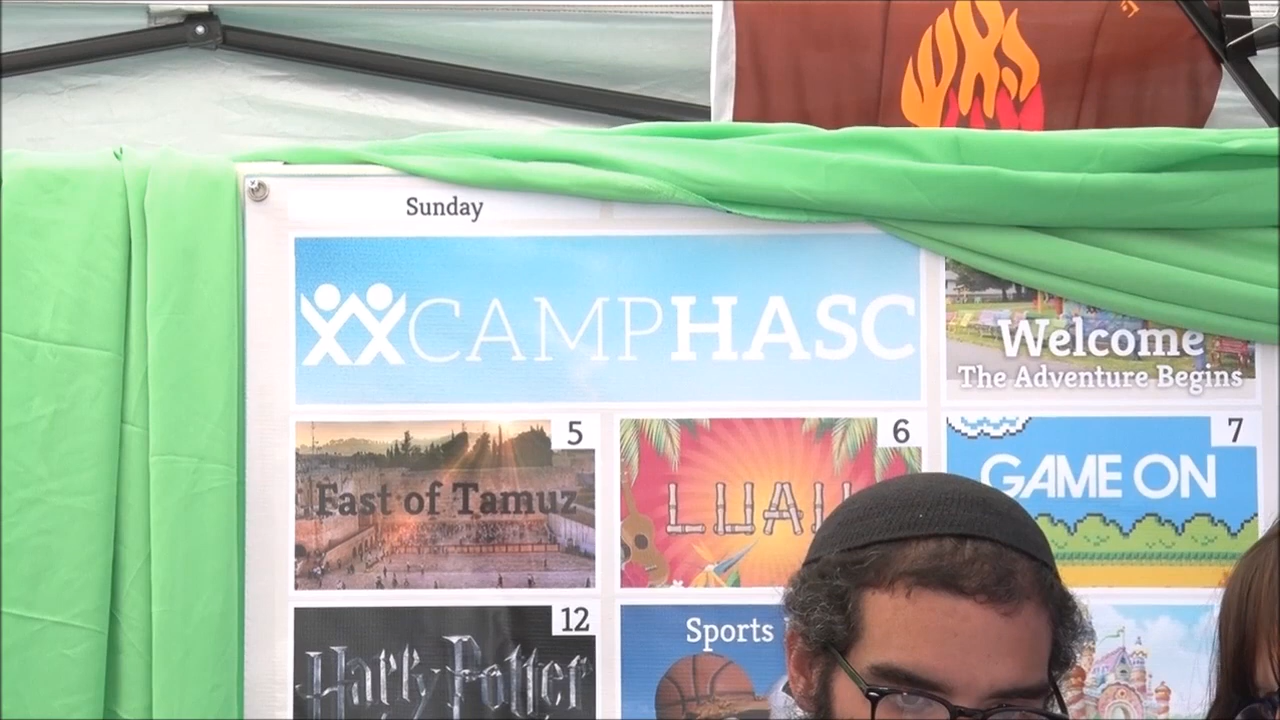 Sunday
CAMPHASC
Welcome
The Adventure Begins
5
Fast of Tamuz
6
LUAU
7
GAME ON
12
Harry Potter
Sports